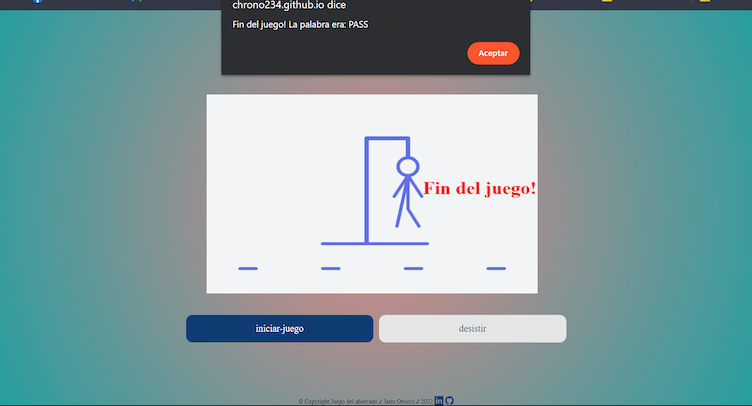 chrono234.github.io dice
Fin del juego! La palabra era: PASS
Aceptar
Fin del juego!
iniciar-juego
desistir
© Copyright Juego del ahorcado / Jairo Orozco / 2022